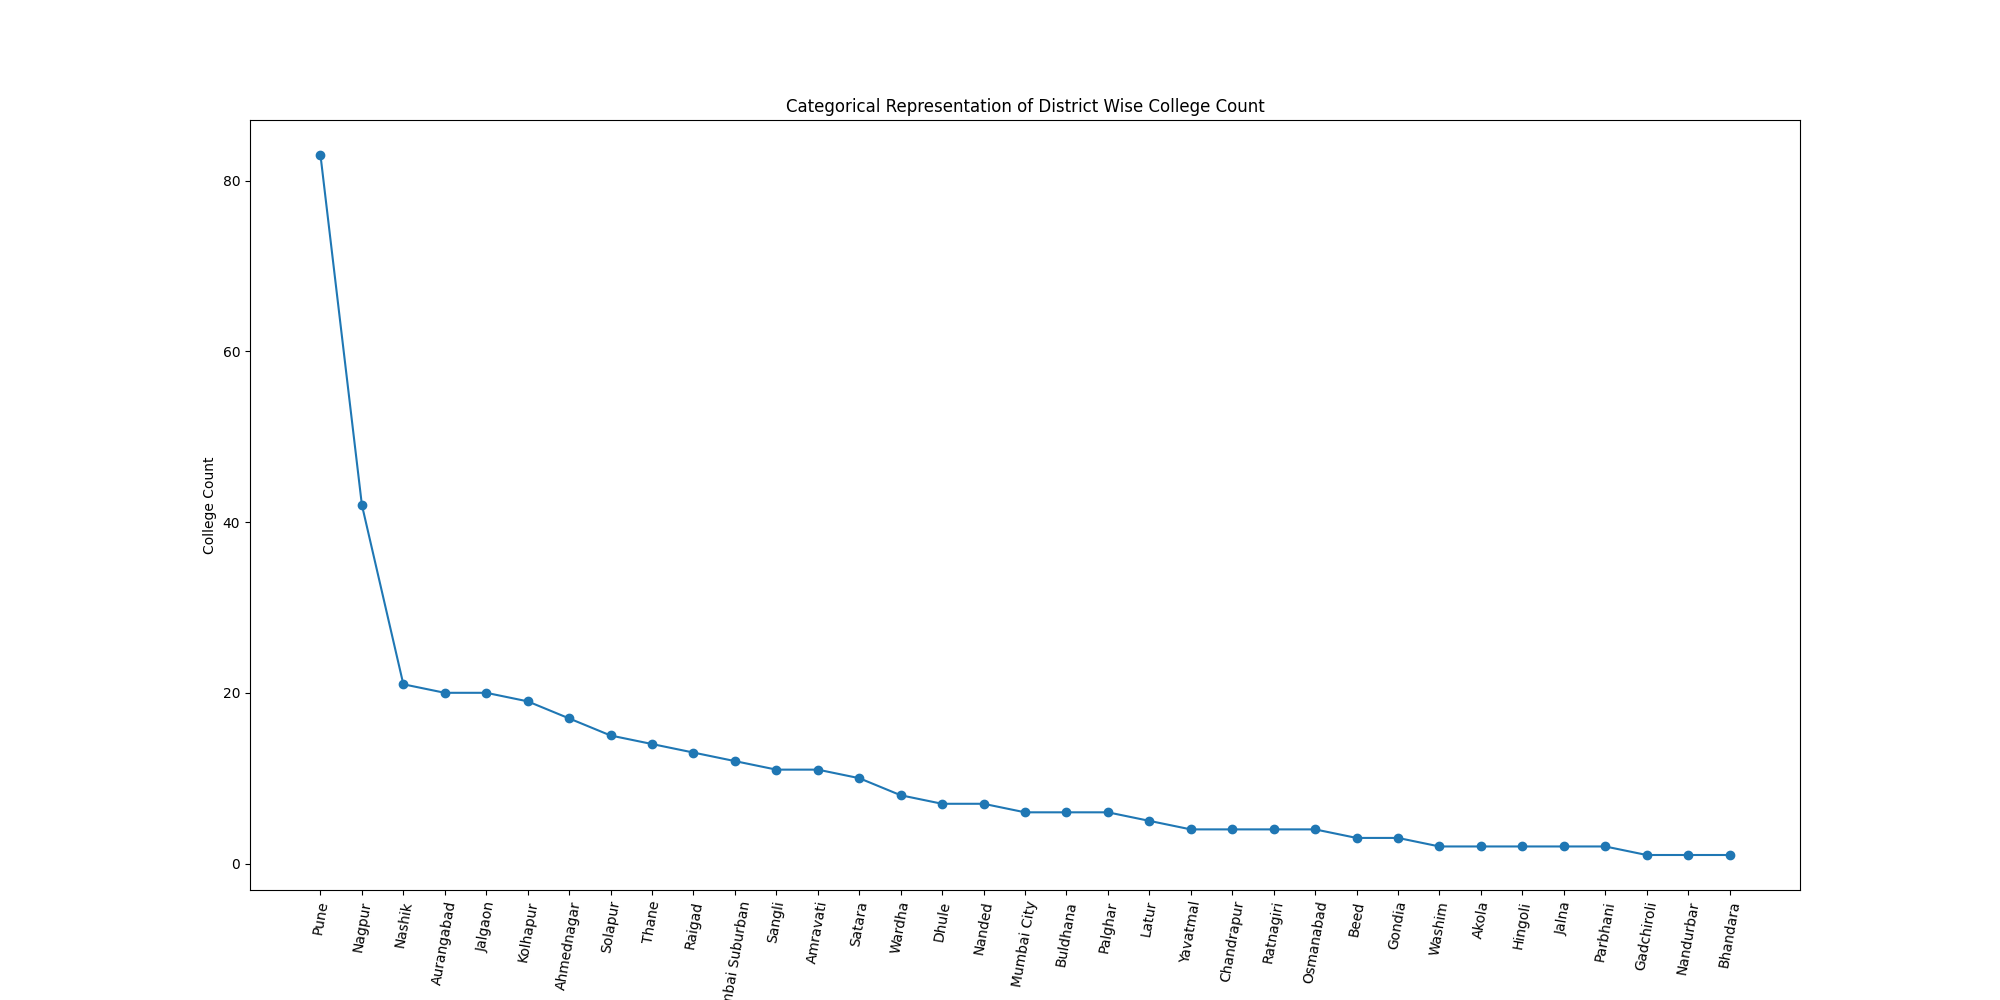 Categorical Representation of District Wise College Count
College Count
80
60
40
20
0
Pune
Nagpur
Nashik
Aurangabad
Jalgaon
Kolhapur
Ahmednagar
Solapur
Thane
Raigad
nbai Suburban
Sangli
Amravati
Satara
Wardha
Dhule
Nanded
Mumbai City
Buldhana
Palghar
Latur
Yavatmal
Chandrapur
Ratnagiri
Osmanabad
Beed
Gondia
Washim
Akola
Hingoli
Jalna
Parbhani
Gadchiroli
Nandurbar
Bhandara